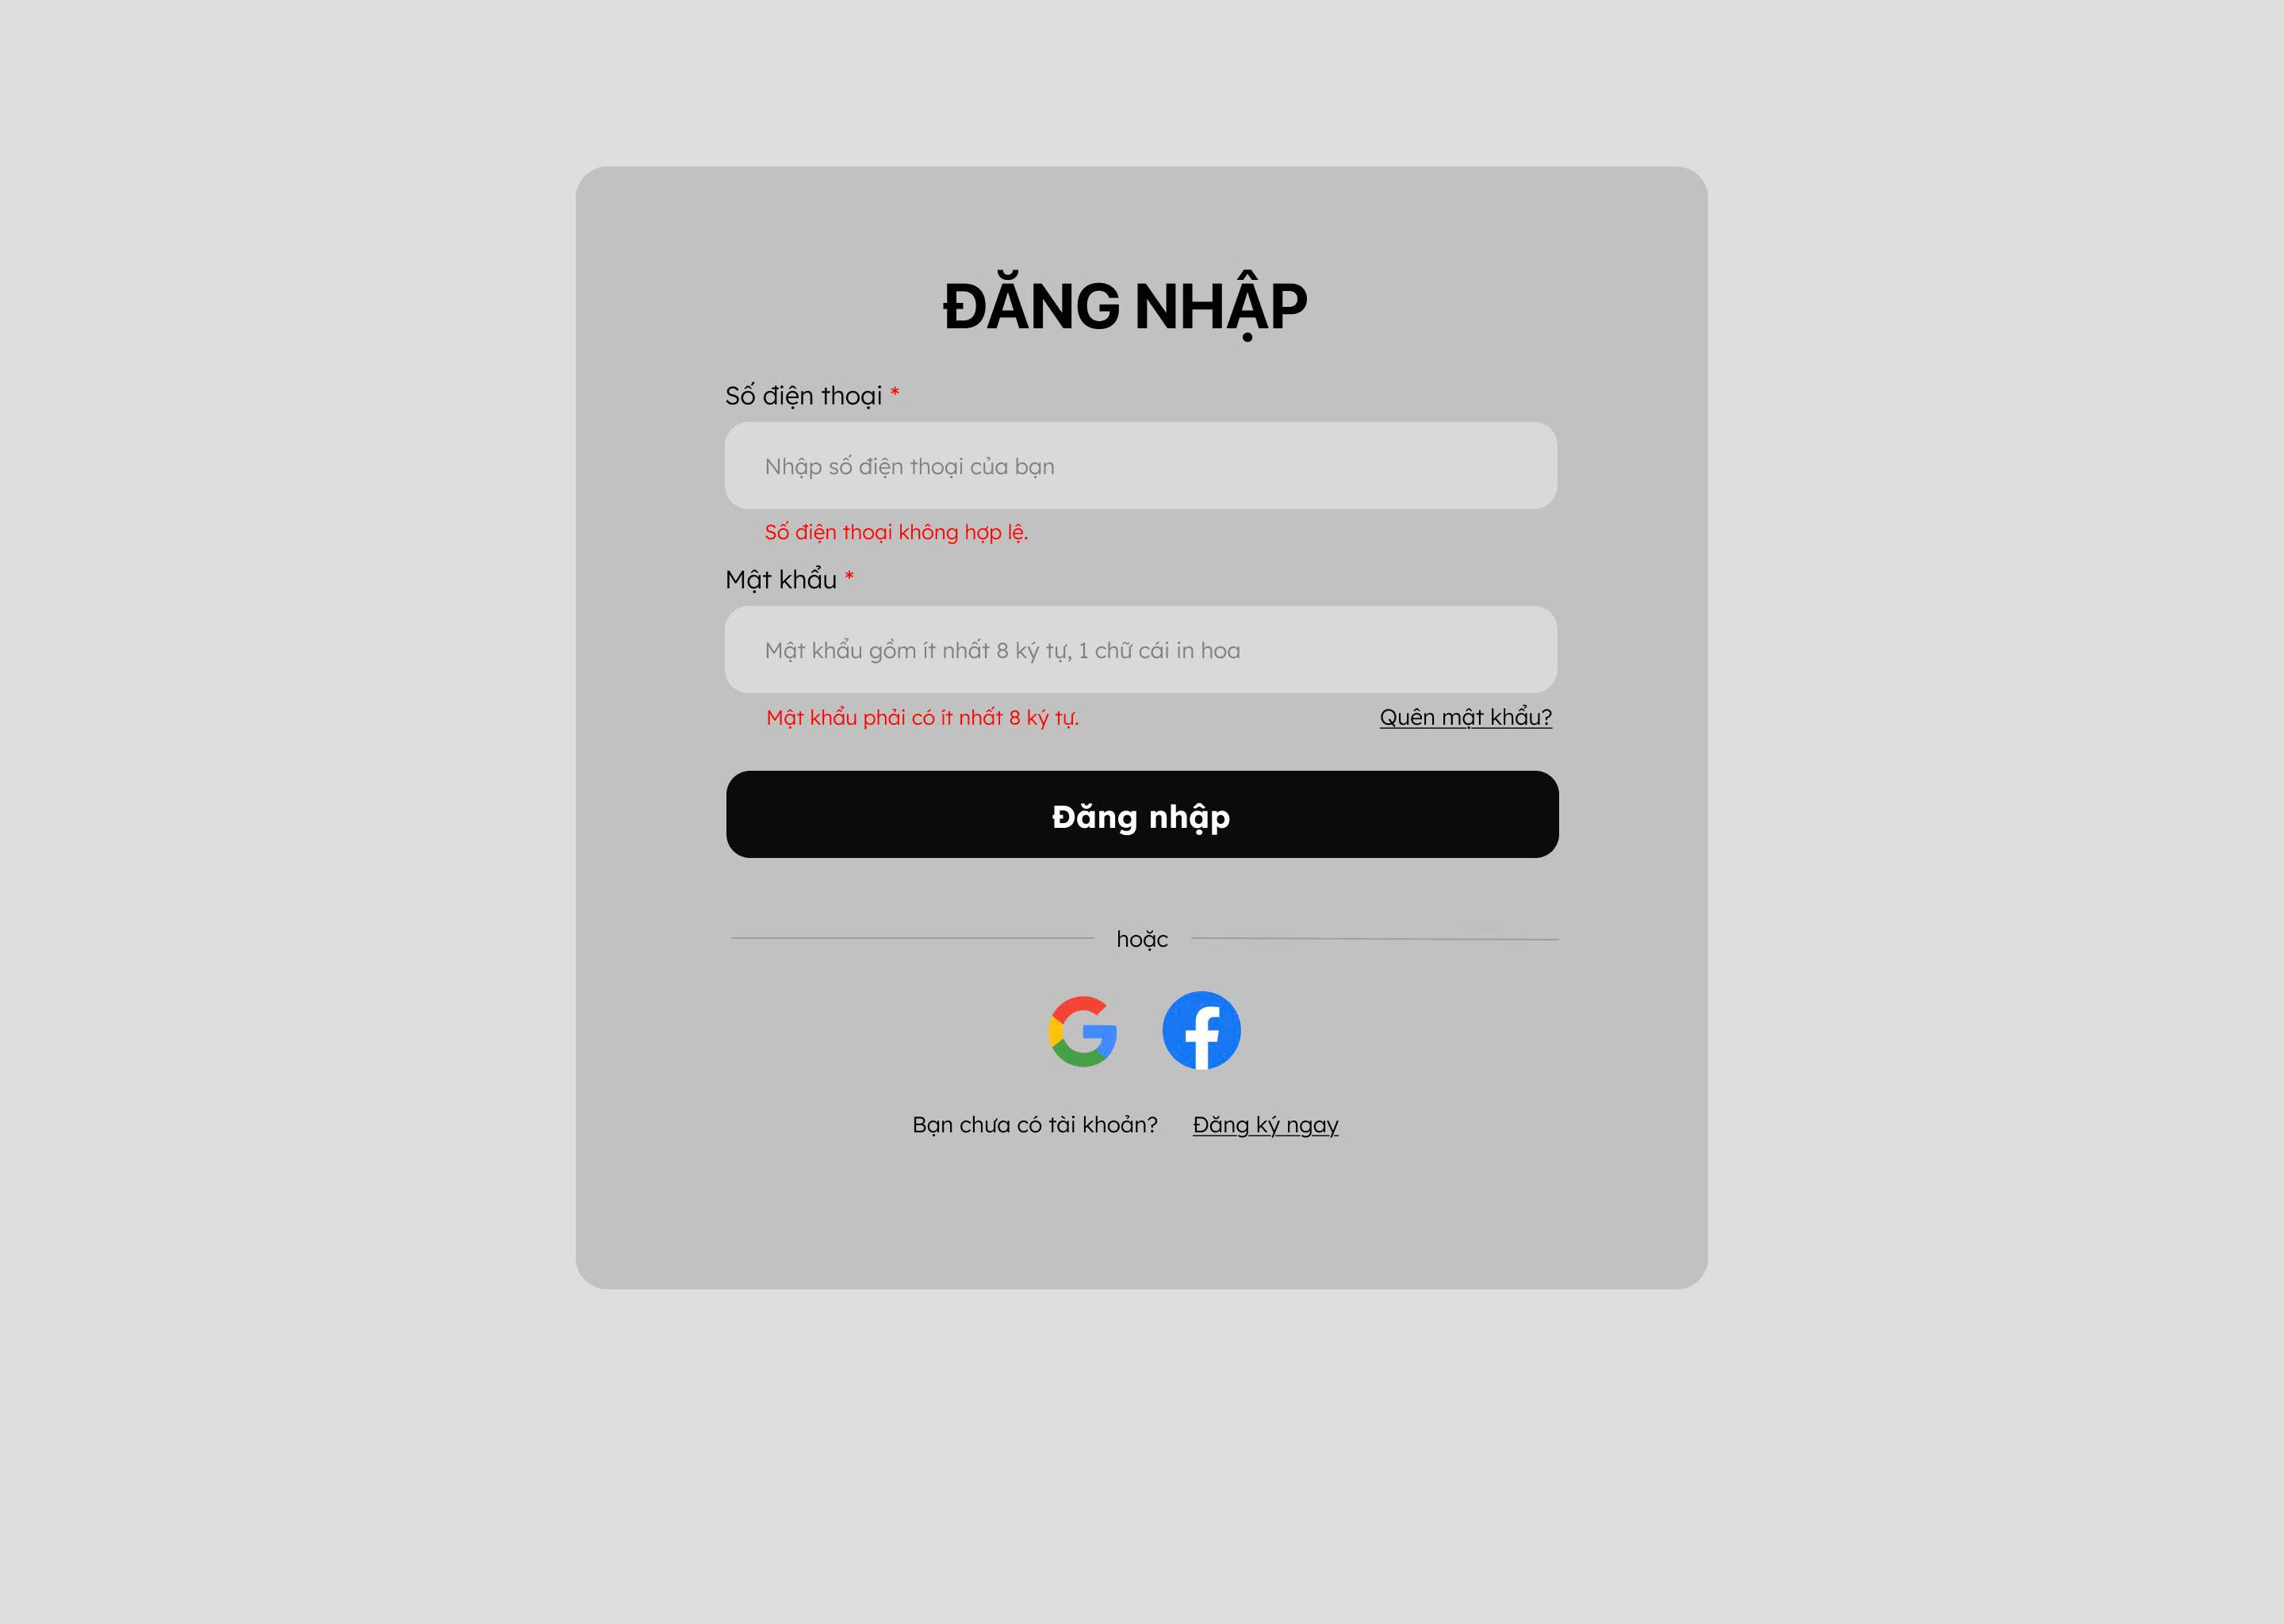 ĐĂNG NHẬP
Số điện thoại *
Nhập số điện thoại của bạn
Số điện thoại không hợp lệ.
Mật khẩu *
Mật khẩu gồm ít nhất 8 ký tự, 1 chữ cái in hoa
Mật khẩu phải có ít nhất 8 ký tự. Quên mật khẩu?
Đăng nhập
hoặc
Bạn chưa có tài khoản? Đăng ký ngay